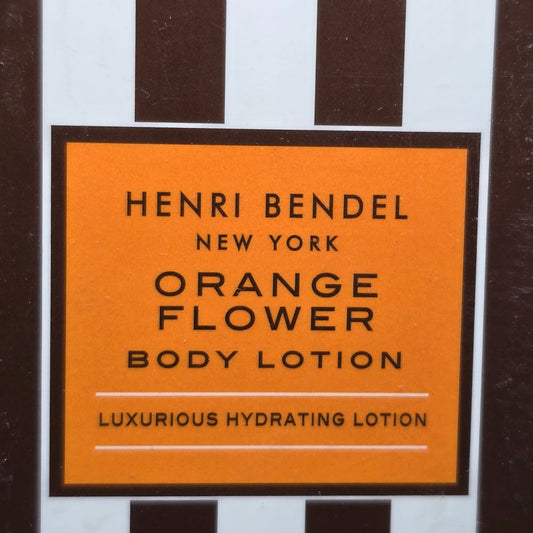 HENRI BENDEL
NEW YORK
ORANGE
FLOWER
BODY LOTION
LUXURIOUS HYDRATING LOTION